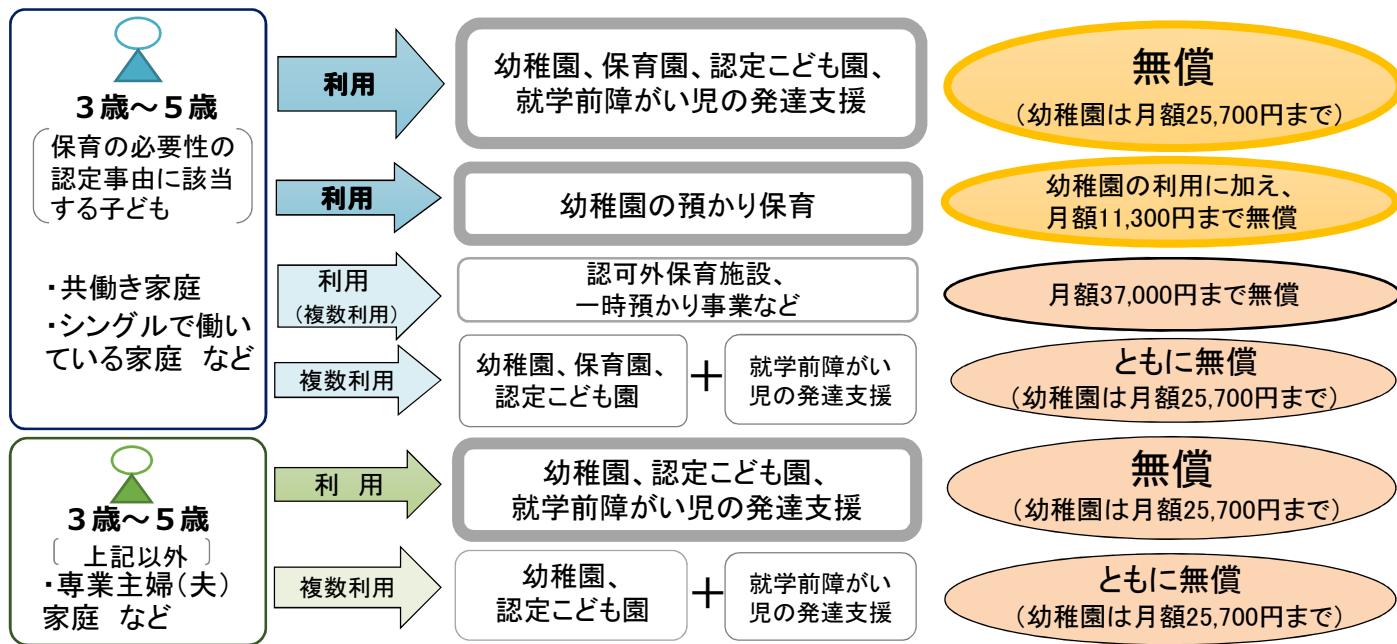 3歳～5歳
保育の必要性の
認定事由に該当
する子ども
・共働き家庭
・シングルで働い
ている家庭 など
利用
幼稚園、保育園、認定こども園、
就学前障がい児の発達支援
無償
(幼稚園は月額25,700円まで)
利用
幼稚園の預かり保育
幼稚園の利用に加え、
月額11,300円まで無償
利用
(複数利用)
認可外保育施設、
一時預かり事業など
月額37,000円まで無償
複数利用
幼稚園、保育園、
認定こども園
＋
就学前障がい
児の発達支援
ともに無償
(幼稚園は月額25,700円まで)
3歳～5歳
上記以外
・専業主婦(夫)
家庭 など
利 用
幼稚園、認定こども園、
就学前障がい児の発達支援
無償
(幼稚園は月額25,700円まで)
複数利用
幼稚園、
認定こども園
＋
就学前障がい
児の発達支援
ともに無償
(幼稚園は月額25,700円まで)